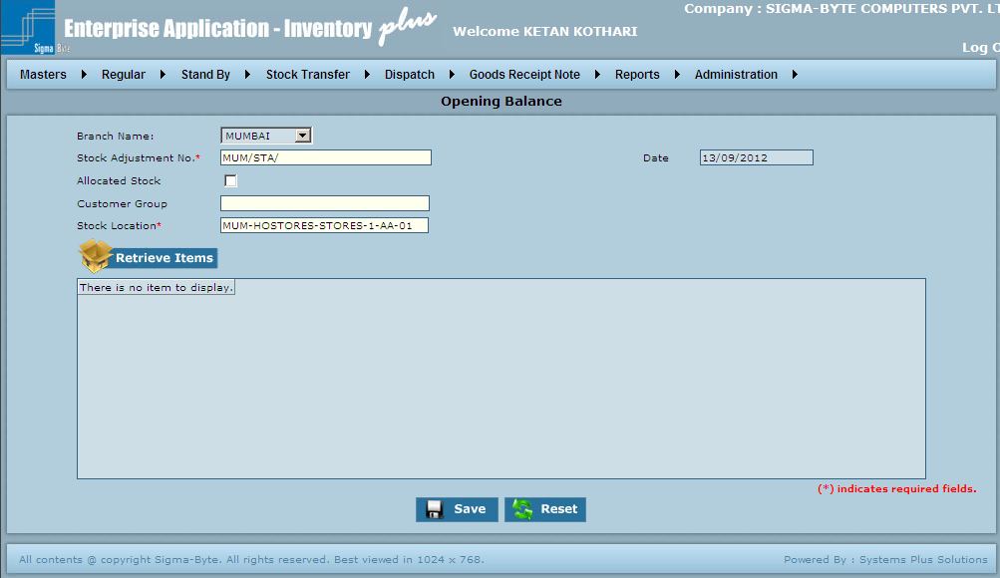 Company : SIGMA-BYTE COMPUTERS PVT. LT
Enterprise Application - Inventory plus
Welcome KETAN KOTHARI
Sigma Byte
Log O
Masters Regular Stand By Stock Transfer Dispatch Goods Receipt Note Reports Administration
Opening Balance
Branch Name: MUMBAI
Stock Adjustment No.* MUM/STA/ Date 13/09/2012
Allocated Stock
Customer Group
Stock Location* MUM-HOSTORES-STORES-1-AA-01
Retrieve Items
There is no item to display.
(*) indicates required fields.
Save Reset
All contents @ copyright Sigma-Byte. All rights reserved. Best viewed in 1024 x 768. Powered By : Systems Plus Solutions